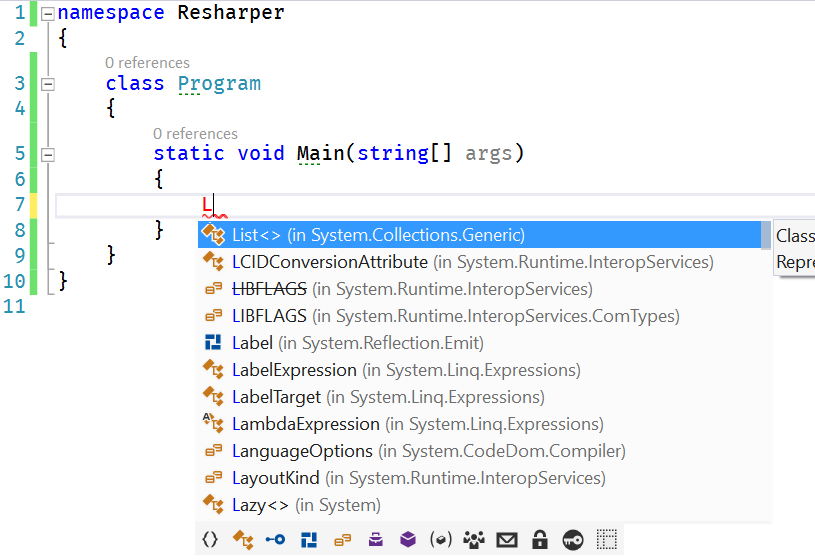 1 namespace Resharper
2 {
0 references
3 class Program
4 {
0 references
5 static void Main(string[] args)
6 {
7 L
8 }
9 }
10 }
11
List<> (in System.Collections.Generic)
LCIDConversionAttribute (in System.Runtime.InteropServices)
LIBFLAGS (in System.Runtime.InteropServices)
LIBFLAGS (in System.Runtime.InteropServices.ComTypes)
Label (in System.Reflection.Emit)
LabelExpression (in System.Linq.Expressions)
LabelTarget (in System.Linq.Expressions)
LambdaExpression (in System.Linq.Expressions)
LanguageOptions (in System.CodeDom.Compiler)
LayoutKind (in System.Runtime.InteropServices)
Lazy<> (in System)
Class
Repre